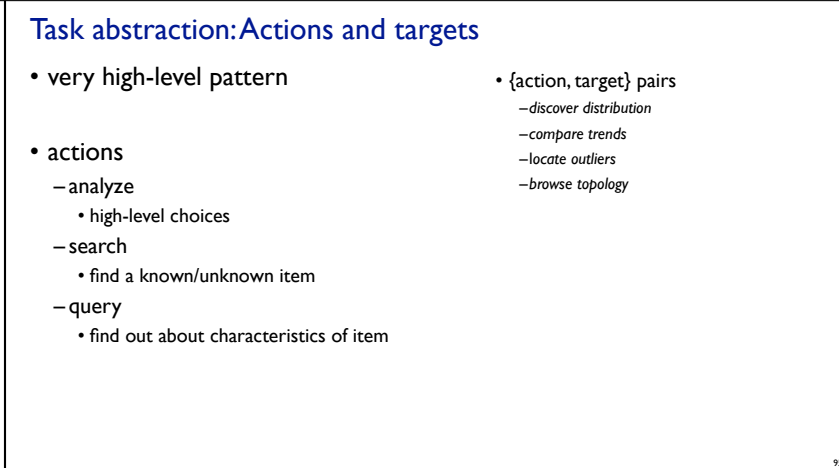 Task abstraction: Actions and targets
• very high-level pattern
• actions
– analyze
• high-level choices
– search
• find a known/unknown item
– query
• find out about characteristics of item
• {action, target} pairs
–discover distribution
–compare trends
–locate outliers
–browse topology